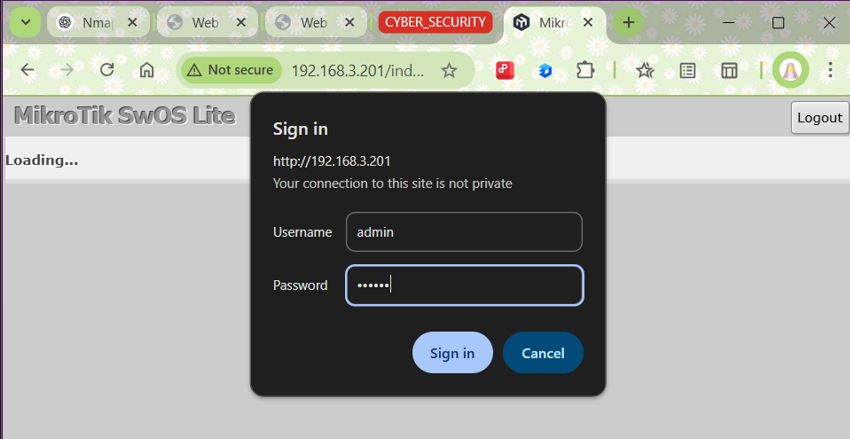 Nmap
Web
Web
CYBER_SECURITY
Mikro
Not secure
192.168.3.201/ind...
MikroTik SwOS Lite
Logout
Loading...
Sign in
http://192.168.3.201
Your connection to this site is not private
Username
admin
Password
••••••
Sign in
Cancel